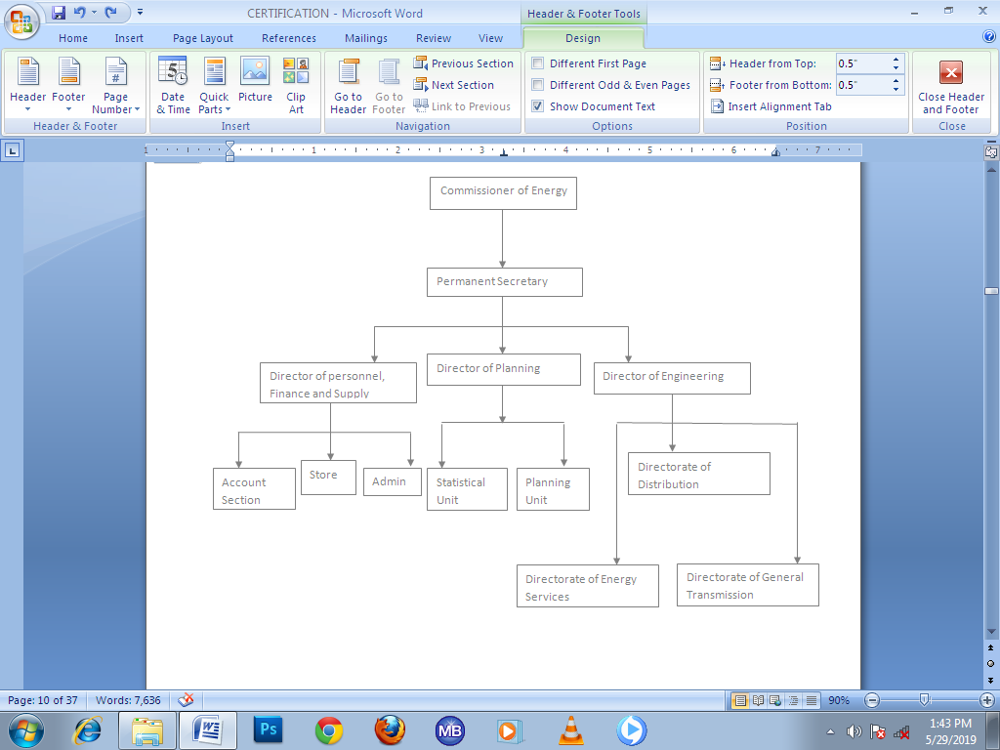 CERTIFICATION - Microsoft Word
Header & Footer Tools
Home Insert Page Layout References Mailings Review View Design
Header
Footer
Page Number
Header & Footer
Date & Time
Quick Parts
Picture
Clip Art
Insert
Go to Header
Go to Footer
Previous Section
Next Section
Link to Previous
Navigation
Different First Page
Different Odd & Even Pages
Show Document Text
Options
Header from Top: 0.5"
Footer from Bottom: 0.5"
Insert Alignment Tab
Position
Close Header and Footer
Close
1 1 2 3 4 5 6 7
Commissioner of Energy
Permanent Secretary
Director of personnel,
Finance and Supply
Director of Planning
Director of Engineering
Account
Section
Store
Admin
Statistical
Unit
Planning
Unit
Directorate of
Distribution
Directorate of Energy
Services
Directorate of General
Transmission
Page: 10 of 37 Words: 7,636 90%
Ps
MB
1:43 PM
5/29/2019